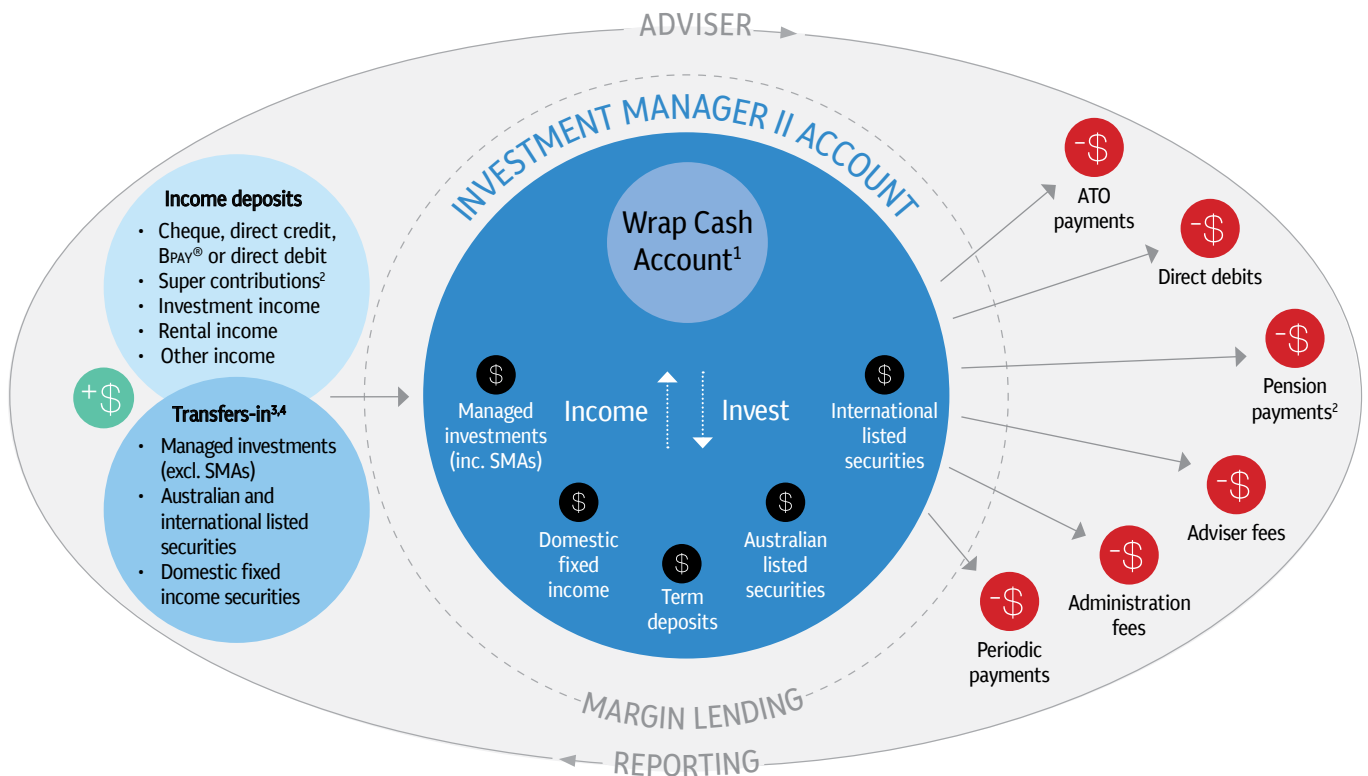 ADVISER
INVESTMENT MANAGER II ACCOUNT
Income deposits
• Cheque, direct credit,
BPAY® or direct debit
• Super contributions²
• Investment income
• Rental income
• Other income
+$
Transfers-in³,⁴
• Managed investments
(excl. SMAs)
• Australian and
international listed
securities
• Domestic fixed
income securities
Wrap Cash
Account¹
Income
Invest
$
Managed
investments
(inc. SMAs)
$
Domestic
fixed
income
$
Term
deposits
$
Australian
listed
securities
$
International
listed
securities
-$
ATO
payments
-$
Direct debits
-$
Pension
payments²
-$
Adviser fees
-$
Administration
fees
-$
Periodic
payments
MARGIN LENDING
REPORTING